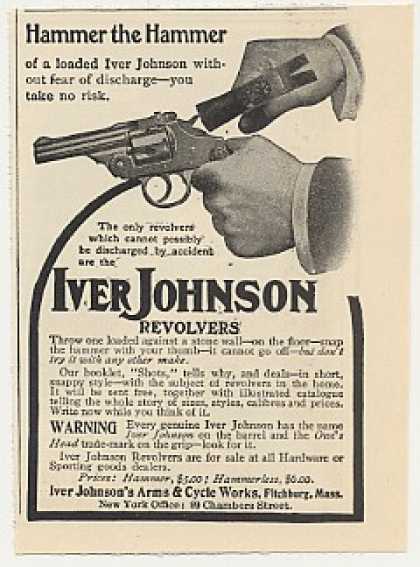 Hammer the Hammer
of a loaded Iver Johnson with-
out fear of discharge—you
take no risk.
The only revolvers
which cannot possibly
be discharged by accident
are the
IVER JOHNSON
REVOLVERS
Throw one loaded against a stone wall—on the floor—snap
the hammer with your thumb—it cannot go off—but don't
try it with any other make.
Our booklet, "Shots," tells why, and deals—in short,
snappy style—with the subject of revolvers in the home.
It will be sent free, together with illustrated catalogue
telling the whole story of sizes, styles, calibres and prices.
Write now while you think of it.
WARNING Every genuine Iver Johnson has the name
Iver Johnson on the barrel and the Owl's
Head trade-mark on the grip—look for it.
Iver Johnson Revolvers are for sale at all Hardware or
Sporting goods dealers.
Prices: Hammer, $5.00; Hammerless, $6.00.
Iver Johnson's Arms & Cycle Works, Fitchburg, Mass.
New York Office: 99 Chambers Street.